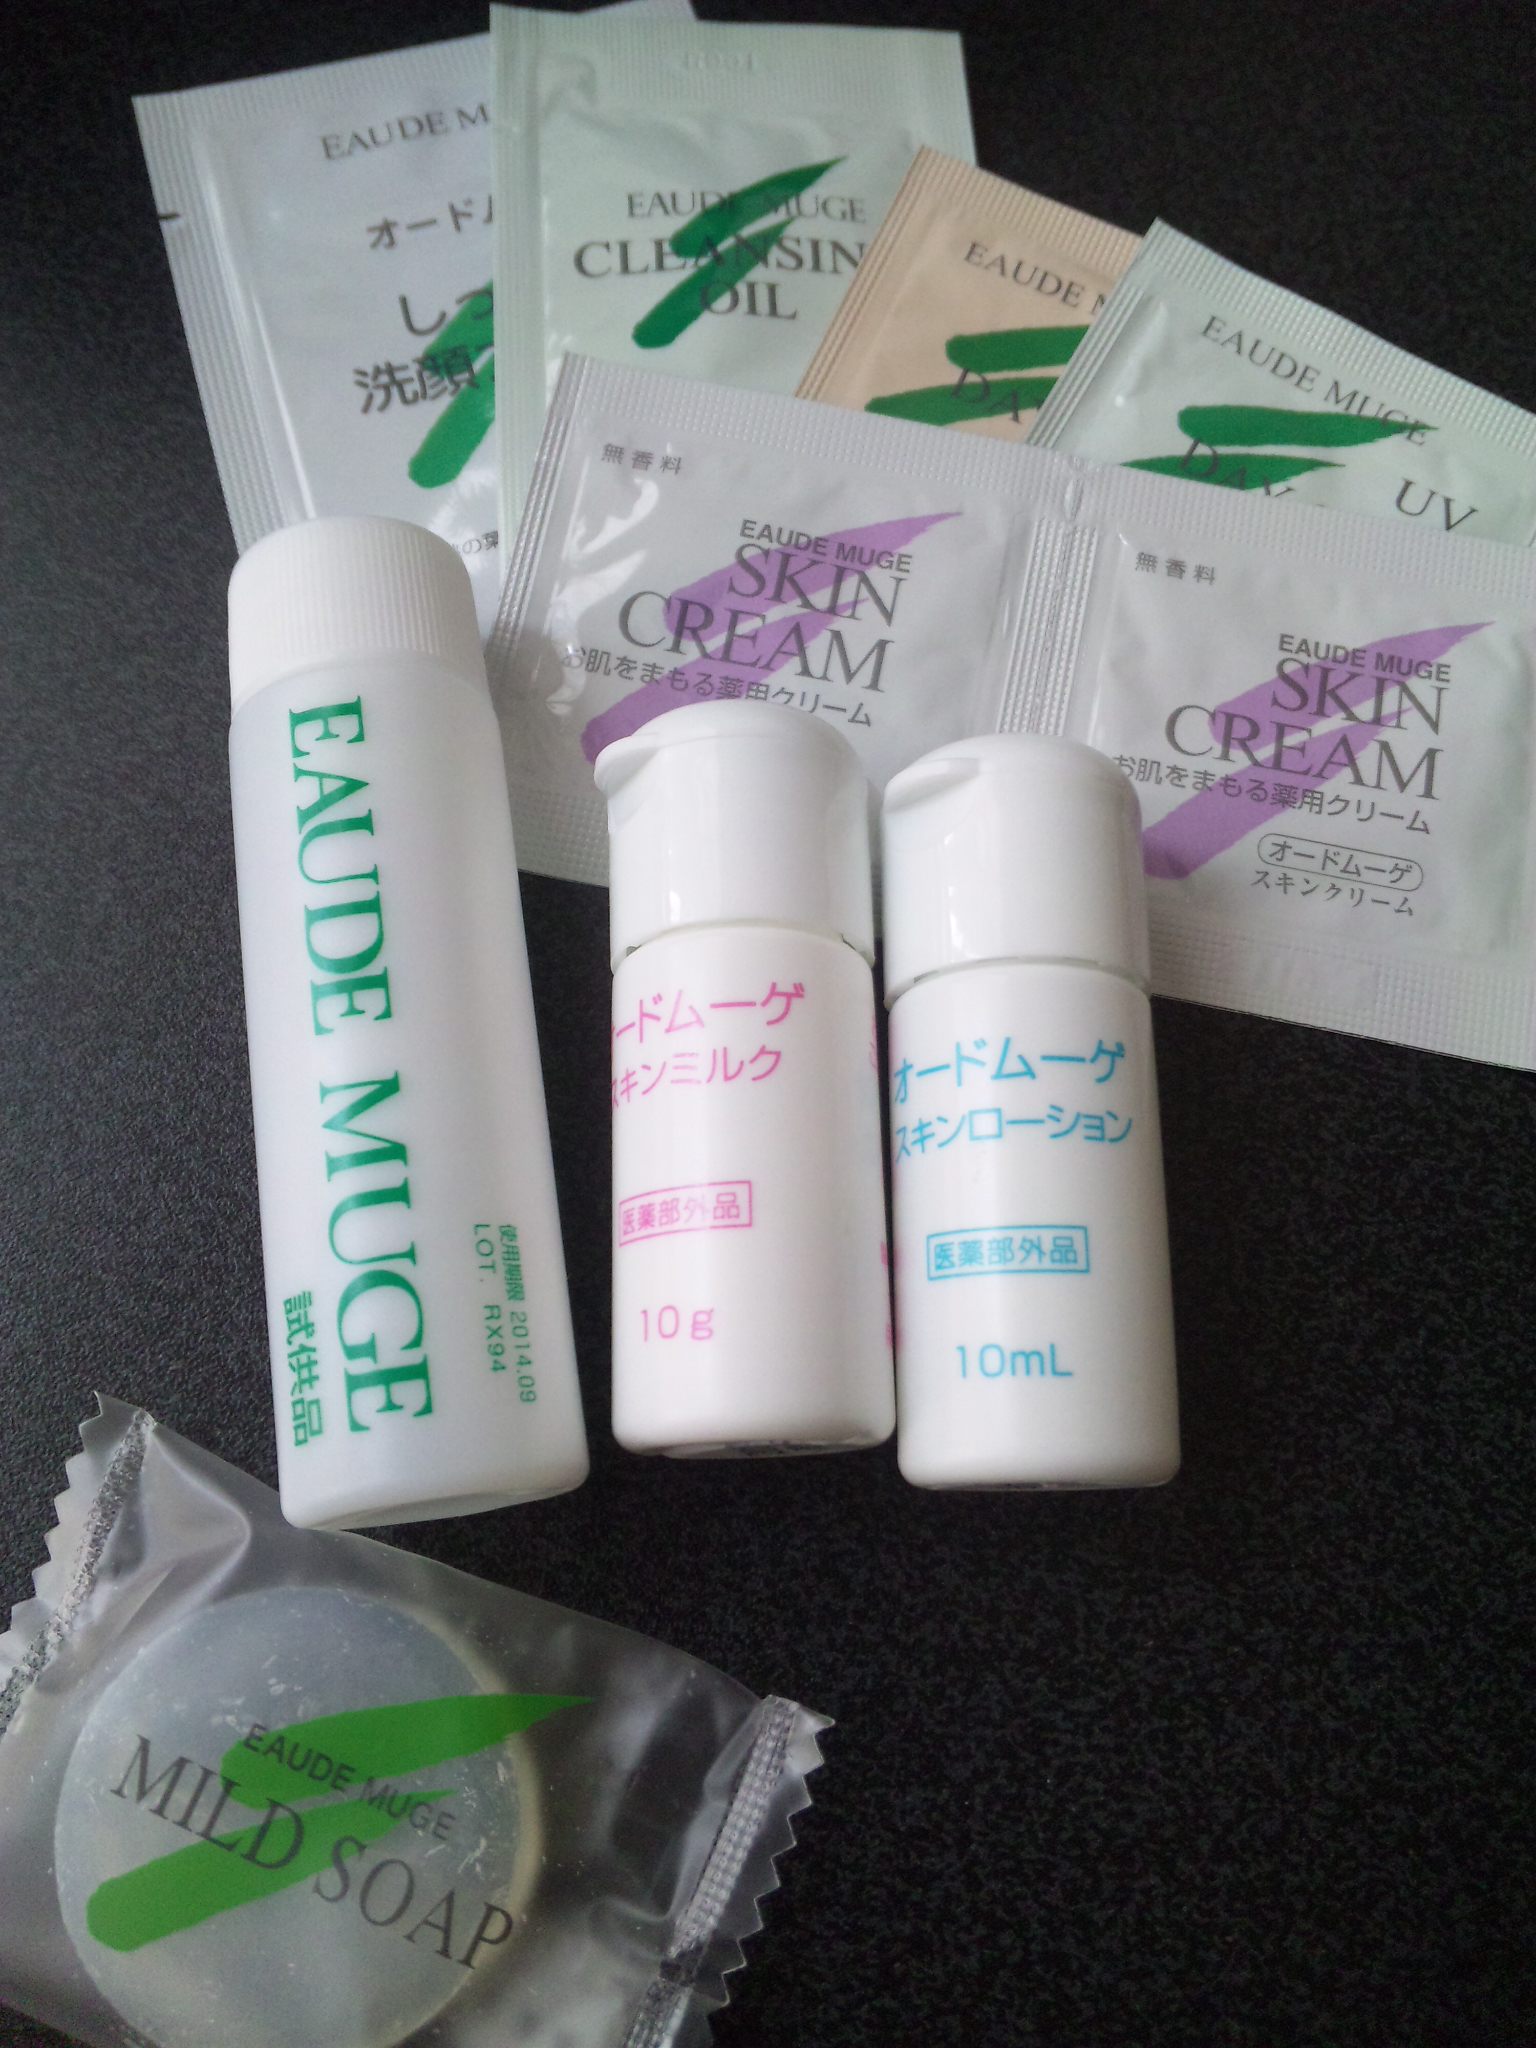 EAUDE M
オードム
しっ
洗顔
の薬
EAUDE MUGE
CLEANSIN
OIL
EAUDE M
DA
EAUDE MUGE
DAY
UV
無香料
EAUDE MUGE
SKIN
CREAM
お肌をまもる薬用クリーム
無香料
EAUDE MUGE
SKIN
CREAM
お肌をまもる薬用クリーム
オードムーゲ
スキンクリーム
EAUDE MUGE
試供品
使用期限 2014.09
LOT. RX94
オードムーゲ
スキンミルク
医薬部外品
10g
オードムーゲ
スキンローション
医薬部外品
10mL
EAUDE MUGE
MILD SOAP